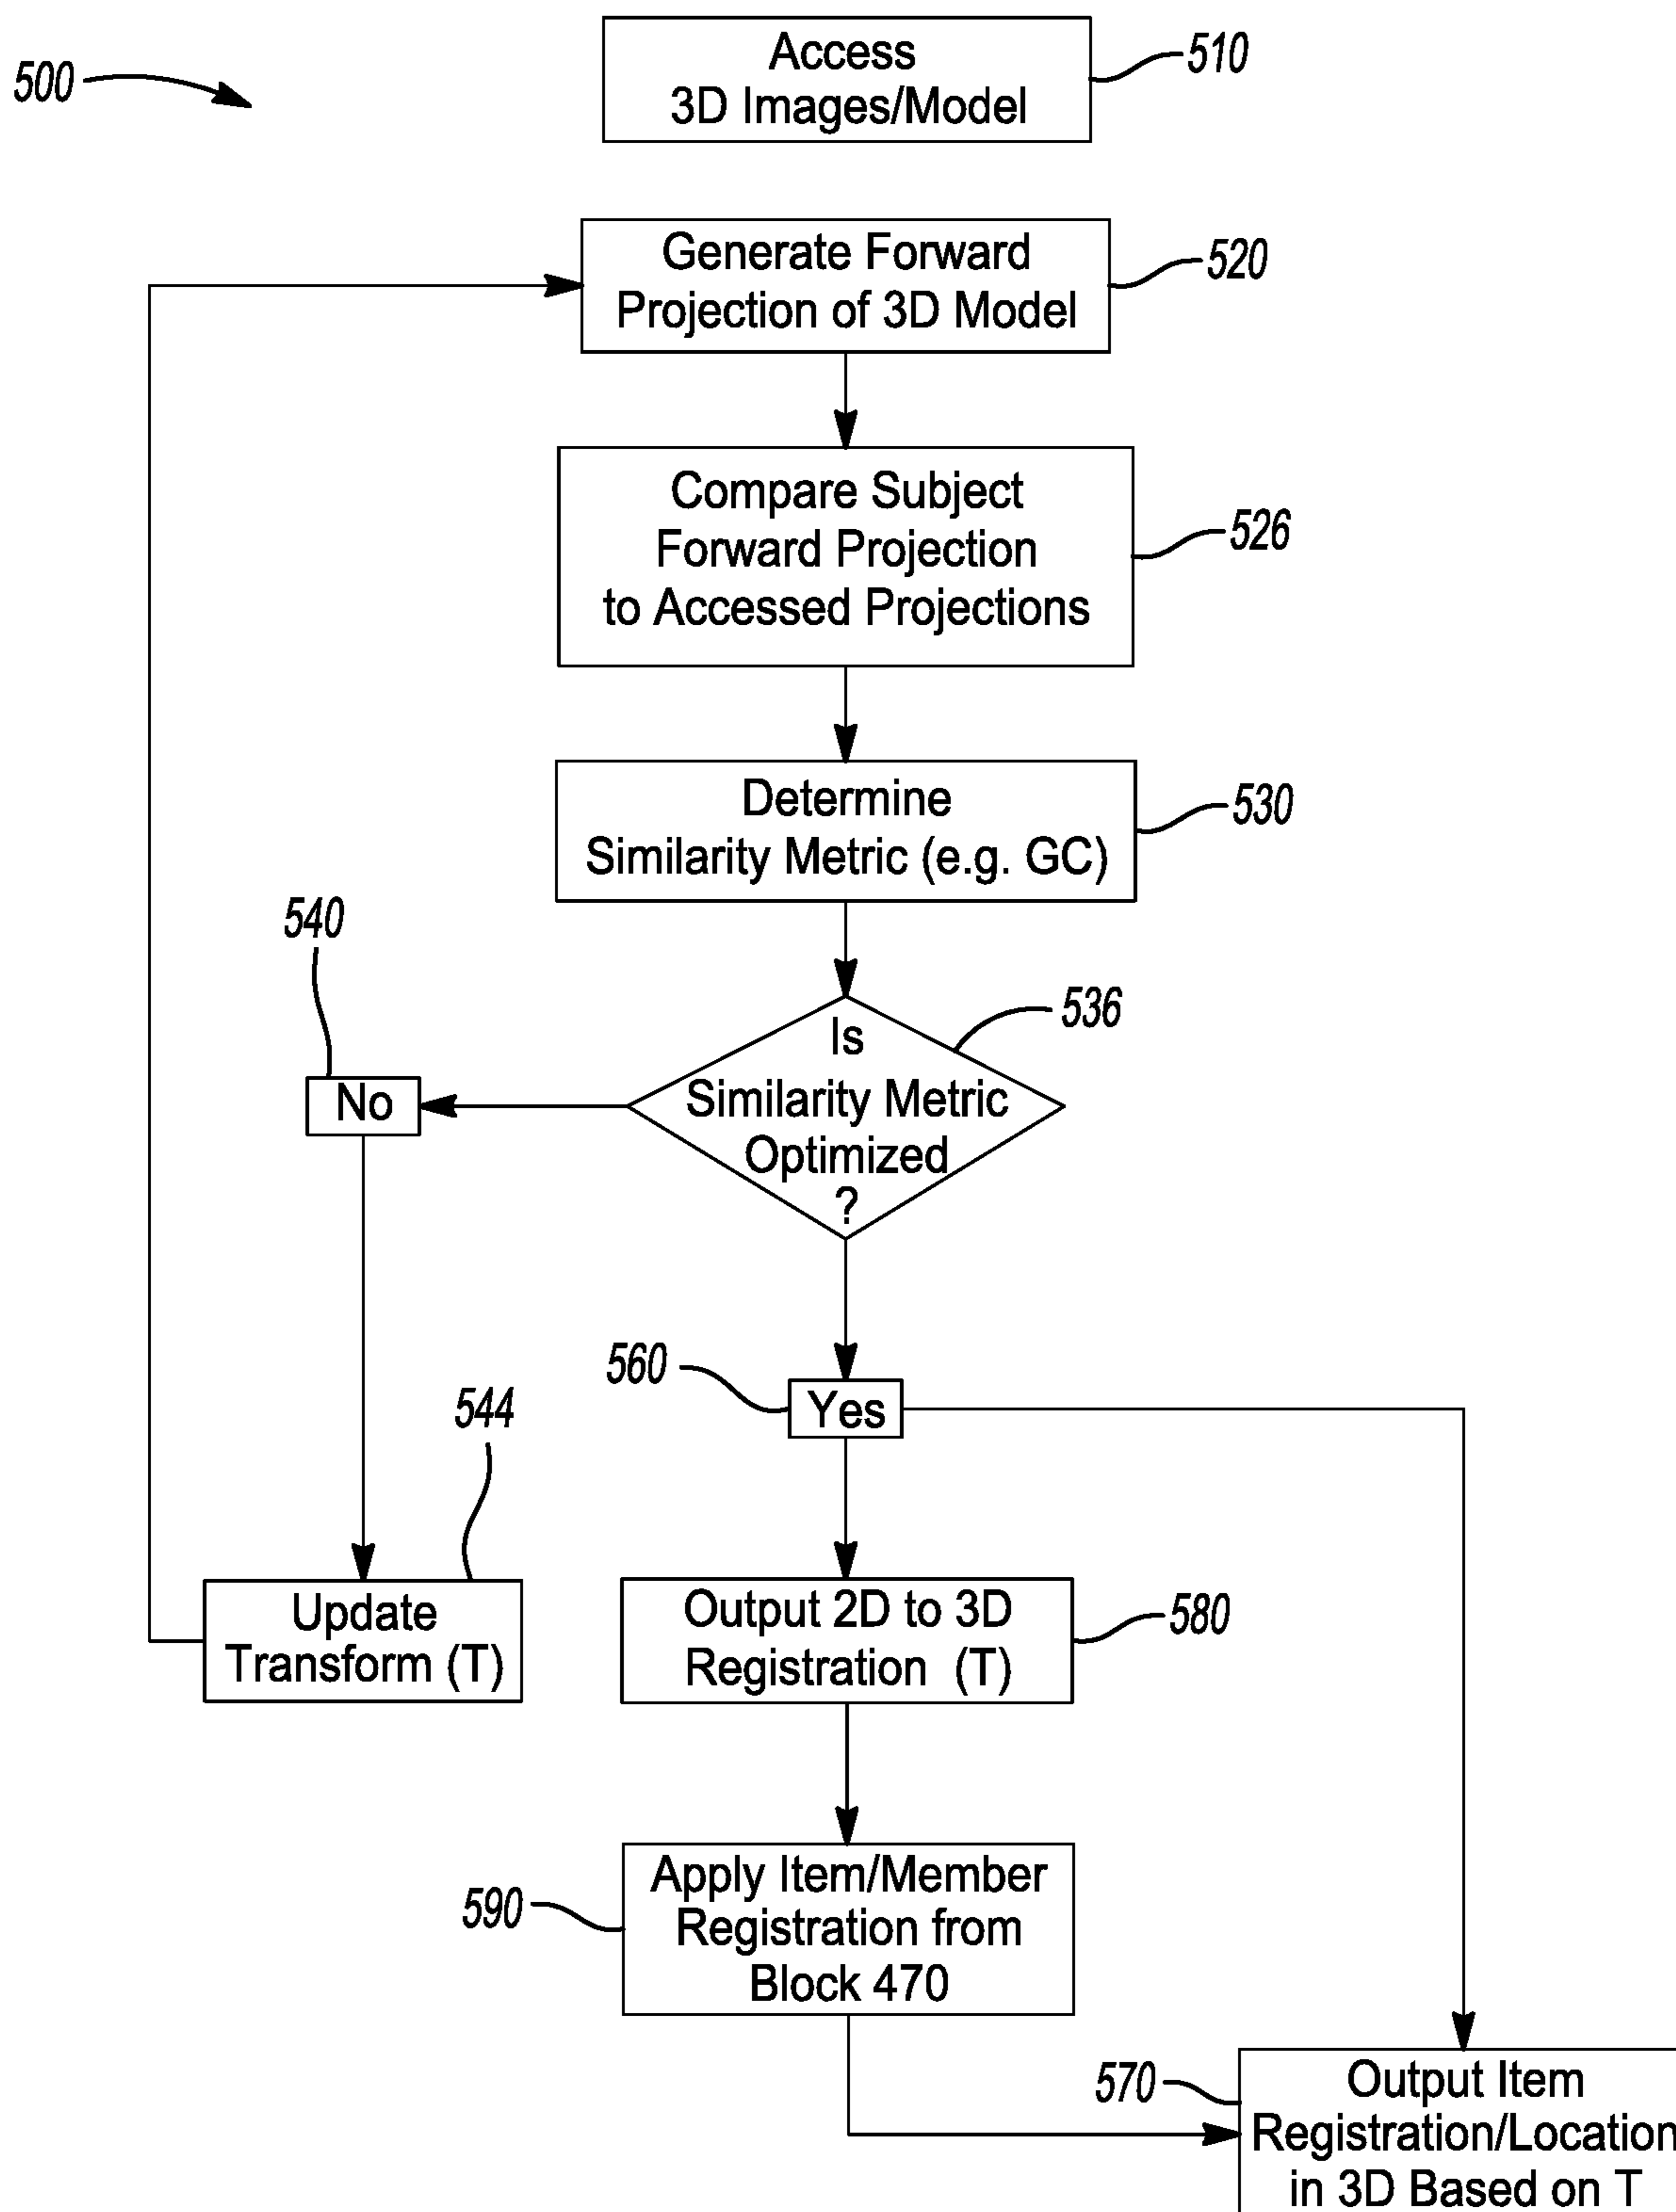 500
Access
3D Images/Model
510
Generate Forward
Projection of 3D Model
520
Compare Subject
Forward Projection
to Accessed Projections
526
Determine
Similarity Metric (e.g. GC)
530
540
No
Is
Similarity Metric
Optimized
?
536
560
Yes
544
Update
Transform (T)
Output 2D to 3D
Registration (T)
580
590
Apply Item/Member
Registration from
Block 470
570
Output Item
Registration/Location
in 3D Based on T